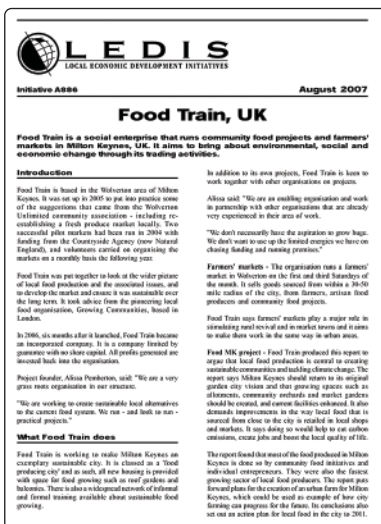 LEDIS
LOCAL ECONOMIC DEVELOPMENT INITIATIVES
Initiative A886
August 2007
Food Train, UK
Food Train is a social enterprise that runs community food projects and farmers'
markets in Milton Keynes, UK. It aims to bring about environmental, social and
economic change through its trading activities.
Introduction
Food Train is based in the Wolverton area of Milton
Keynes. It was set up in 2005 to put into practice some
of the suggestions that came from the Wolverton
Unlimited community association - including re-
establishing a fresh produce market locally. Two
successful pilot markets had been run in 2004 with
funding from the Countryside Agency (now Natural
England), and volunteers carried on organising the
markets on a monthly basis the following year.
Food Train was put together to look at the wider picture
of local food production and the associated issues, and
to develop the market and ensure it was sustainable over
the long term. It took advice from the pioneering local
food organisation, Growing Communities, based in
London.
In 2006, six months after it launched, Food Train became
an incorporated company. It is a company limited by
guarantee with no share capital. All profits generated are
invested back into the organisation.
Project founder, Alissa Pemberton, said: "We are a very
grass roots organisation in our structure.
"We are working to create sustainable local alternatives
to the current food system. We run - and look to run -
practical projects."
What Food Train does
Food Train is working to make Milton Keynes an
exemplary sustainable city. It is classed as a 'food
producing city' and as such, all new housing is provided
with space for food growing such as roof gardens and
balconies. There is also a widespread network of informal
and formal training available about sustainable food
growing.
In addition to its own projects, Food Train is keen to
work together with other organisations on projects.
Alissa said: "We are an enabling organisation and work
in partnership with other organisations that are already
very experienced in their area of work.
"We don't necessarily have the aspiration to grow huge.
We don't want to use up the limited energies we have on
chasing funding and running premises."
Farmers' markets - The organisation runs a farmers'
market in Wolverton on the first and third Saturdays of
the month. It sells goods sourced from within a 30-50
mile radius of the city, from farmers, artisan food
producers and community food projects.
Food Train says farmers markets play a major role in
stimulating rural revival and in market towns and it aims
to make them work in the same way in urban areas.
Food MK project - Food Train produced this report to
argue that local food production is central to creating
sustainable communities and tackling climate change. The
report says Milton Keynes should return to its original
garden city vision and that growing spaces such as
allotments, community orchards and market gardens
should be created, and current facilities enhanced. It also
demands improvements in the way local food that is
sourced from close to the city is retailed in local shops
and markets. It says doing so would help to cut carbon
emissions, create jobs and boost the local quality of life.
The report found that most of the food produced in Milton
Keynes is done so by community food initiatives and
individual entrepreneurs. They were also the fastest
growing sector of local food producers. The report puts
forward plans for the creation of an urban farm for Milton
Keynes, which could be used as example of how city
farming can progress for the future. Its conclusions also
set out an action plan for local food in the city to 2011.